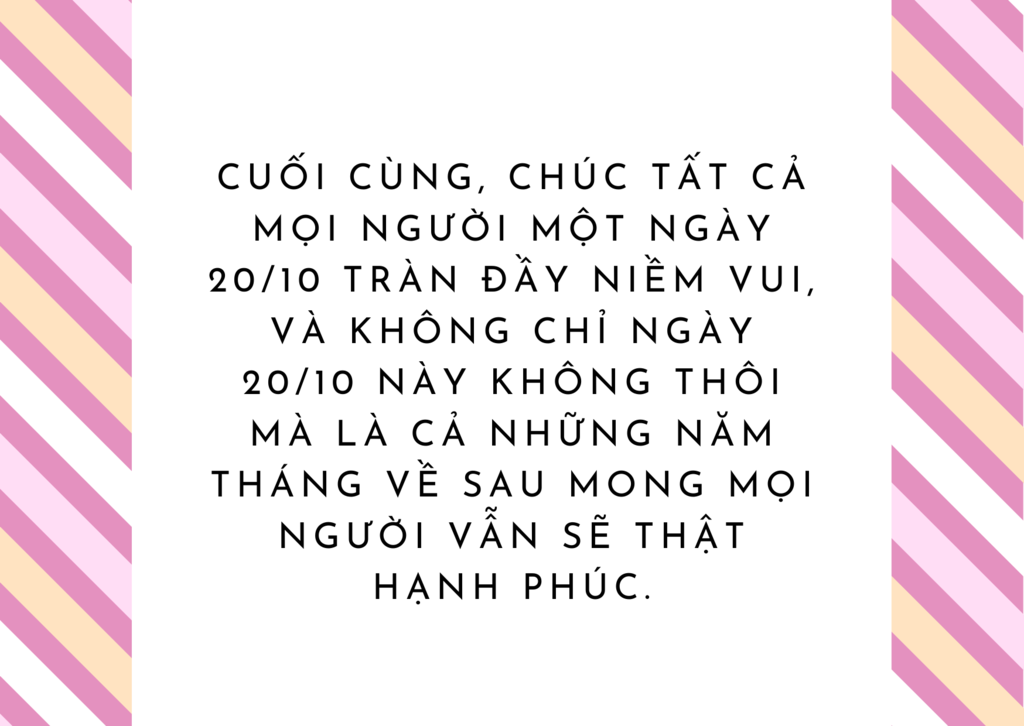 CUỐI CÙNG, CHÚC TẤT CẢ
MỌI NGƯỜI MỘT NGÀY
20/10 TRÀN ĐẦY NIỀM VUI,
VÀ KHÔNG CHỈ NGÀY
20/10 NÀY KHÔNG THÔI
MÀ LÀ CẢ NHỮNG NĂM
THÁNG VỀ SAU MONG MỌI
NGƯỜI VẪN SẼ THẬT
HẠNH PHÚC.